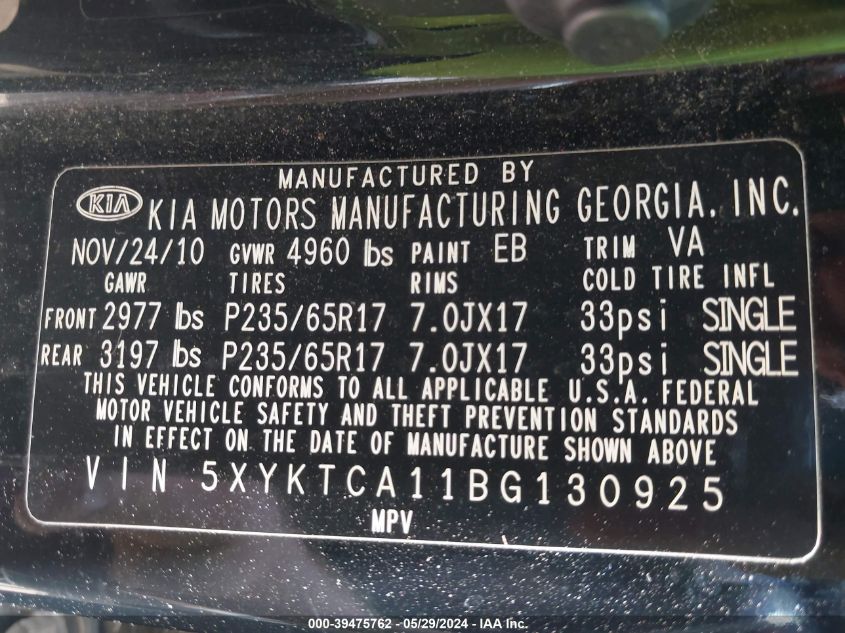 MANUFACTURED BY
KIA KIA MOTORS MANUFACTURING GEORGIA, INC.
NOV/24/10 GVWR 4960 lbs PAINT EB TRIM VA
GAWR TIRES RIMS COLD TIRE INFL
FRONT 2977 lbs P235/65R17 7.0JX17 33psi SINGLE
REAR 3197 lbs P235/65R17 7.0JX17 33psi SINGLE
THIS VEHICLE CONFORMS TO ALL APPLICABLE U.S.A. FEDERAL
MOTOR VEHICLE SAFETY AND THEFT PREVENTION STANDARDS
IN EFFECT ON THE DATE OF MANUFACTURE SHOWN ABOVE
VIN 5XYKTCA11BG130925
MPV
000-39475762 - 05/29/2024 - IAA Inc.